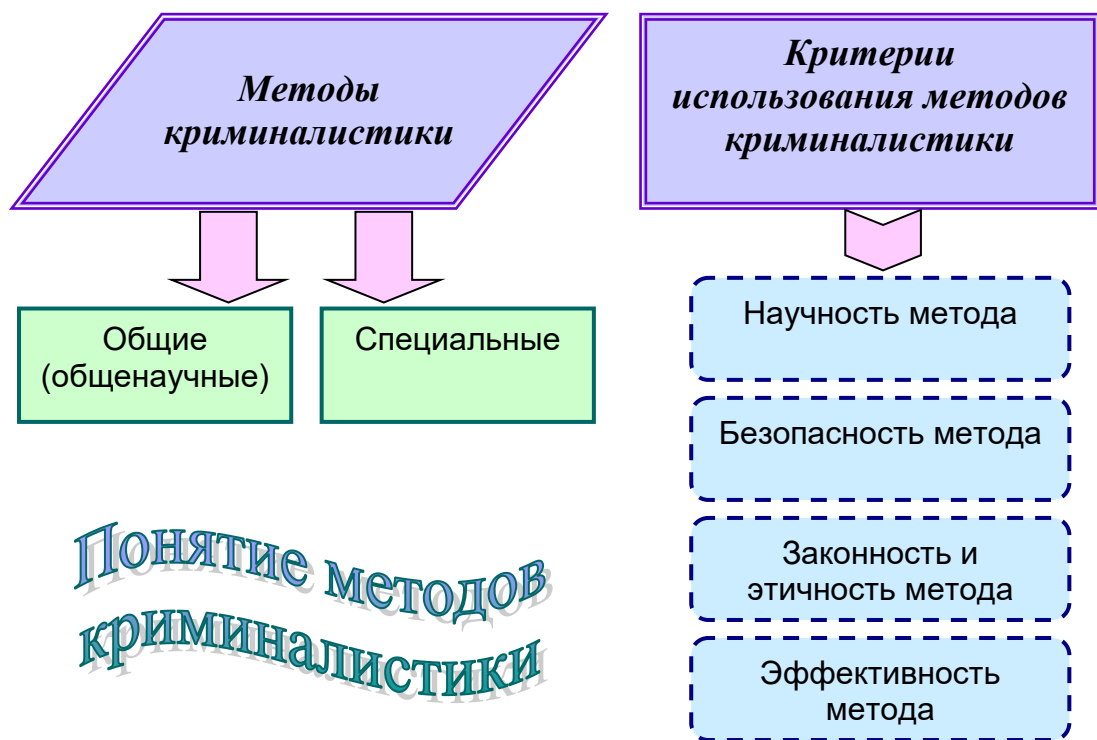 Методы
криминалистики
Общие
(общенаучные)
Специальные
Понятие методов
криминалистики
Критерии
использования методов
криминалистики
Научность метода
Безопасность метода
Законность и
этичность метода
Эффективность
метода